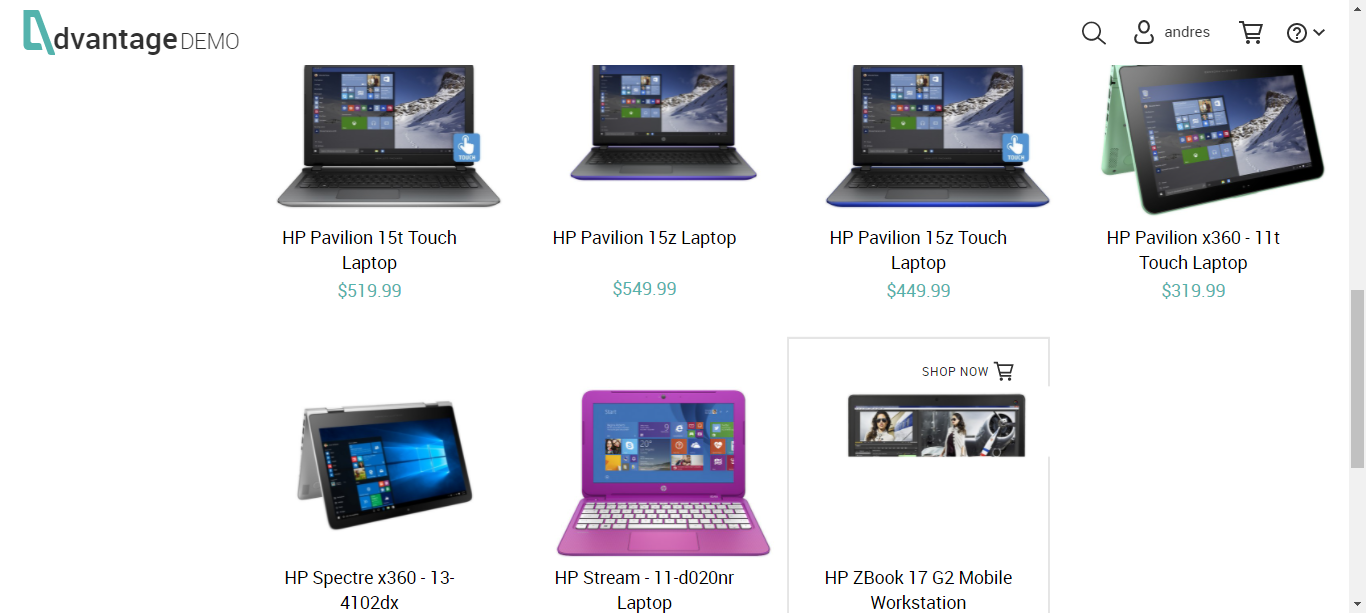 dvantage DEMO
andres
TOUCH
TOUCH
HP Pavilion 15t Touch
Laptop
$519.99
HP Pavilion 15z Laptop
$549.99
HP Pavilion 15z Touch
Laptop
$449.99
HP Pavilion x360 - 11t
Touch Laptop
$319.99
SHOP NOW
Start
HP Spectre x360 - 13-
4102dx
HP Stream - 11-d020nr
Laptop
HP ZBook 17 G2 Mobile
Workstation